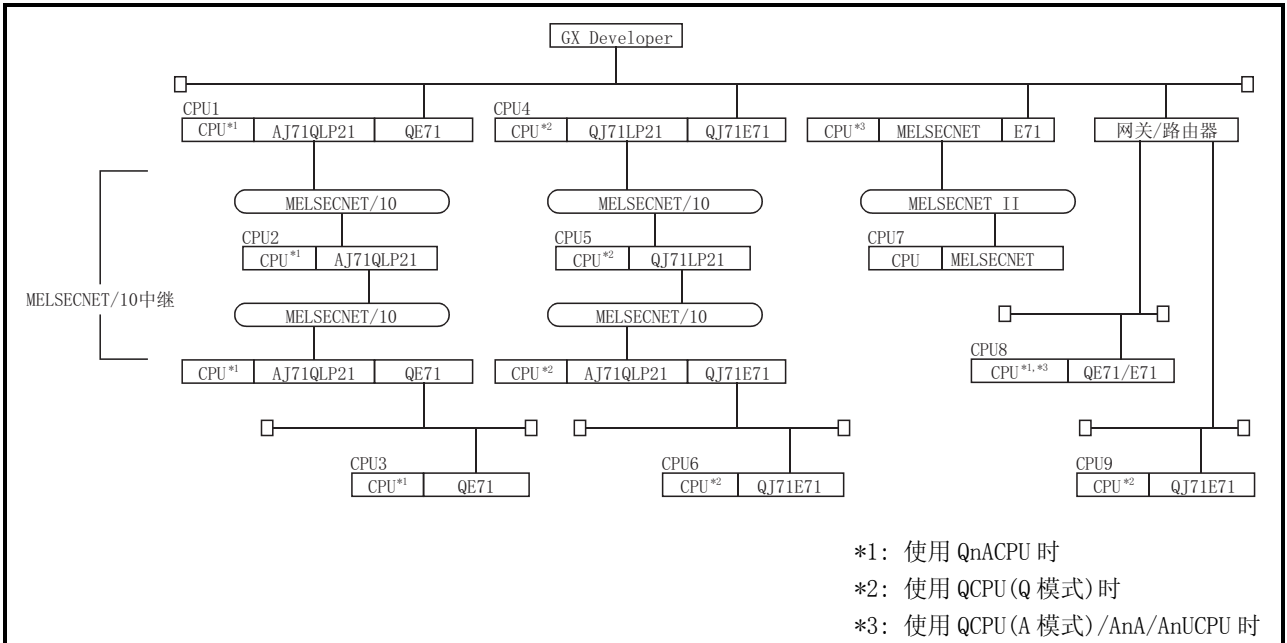 GX Developer
CPU1 CPU4
CPU*1 AJ71QLP21 QE71 CPU*2 QJ71LP21 QJ71E71 CPU*3 MELSECNET E71 网关/路由器
MELSECNET/10 MELSECNET/10 MELSECNET II
CPU2 CPU5 CPU7
CPU*1 AJ71QLP21 CPU*2 QJ71LP21 CPU MELSECNET
MELSECNET/10中继
MELSECNET/10 MELSECNET/10
CPU8
CPU*1 AJ71QLP21 QE71 CPU*2 AJ71QLP21 QJ71E71 CPU*1,*3 QE71/E71
CPU3 CPU6 CPU9
CPU*1 QE71 CPU*2 QJ71E71 CPU*2 QJ71E71
*1: 使用 QnACPU 时
*2: 使用 QCPU(Q 模式)时
*3: 使用 QCPU(A 模式)/AnA/AnUCPU 时